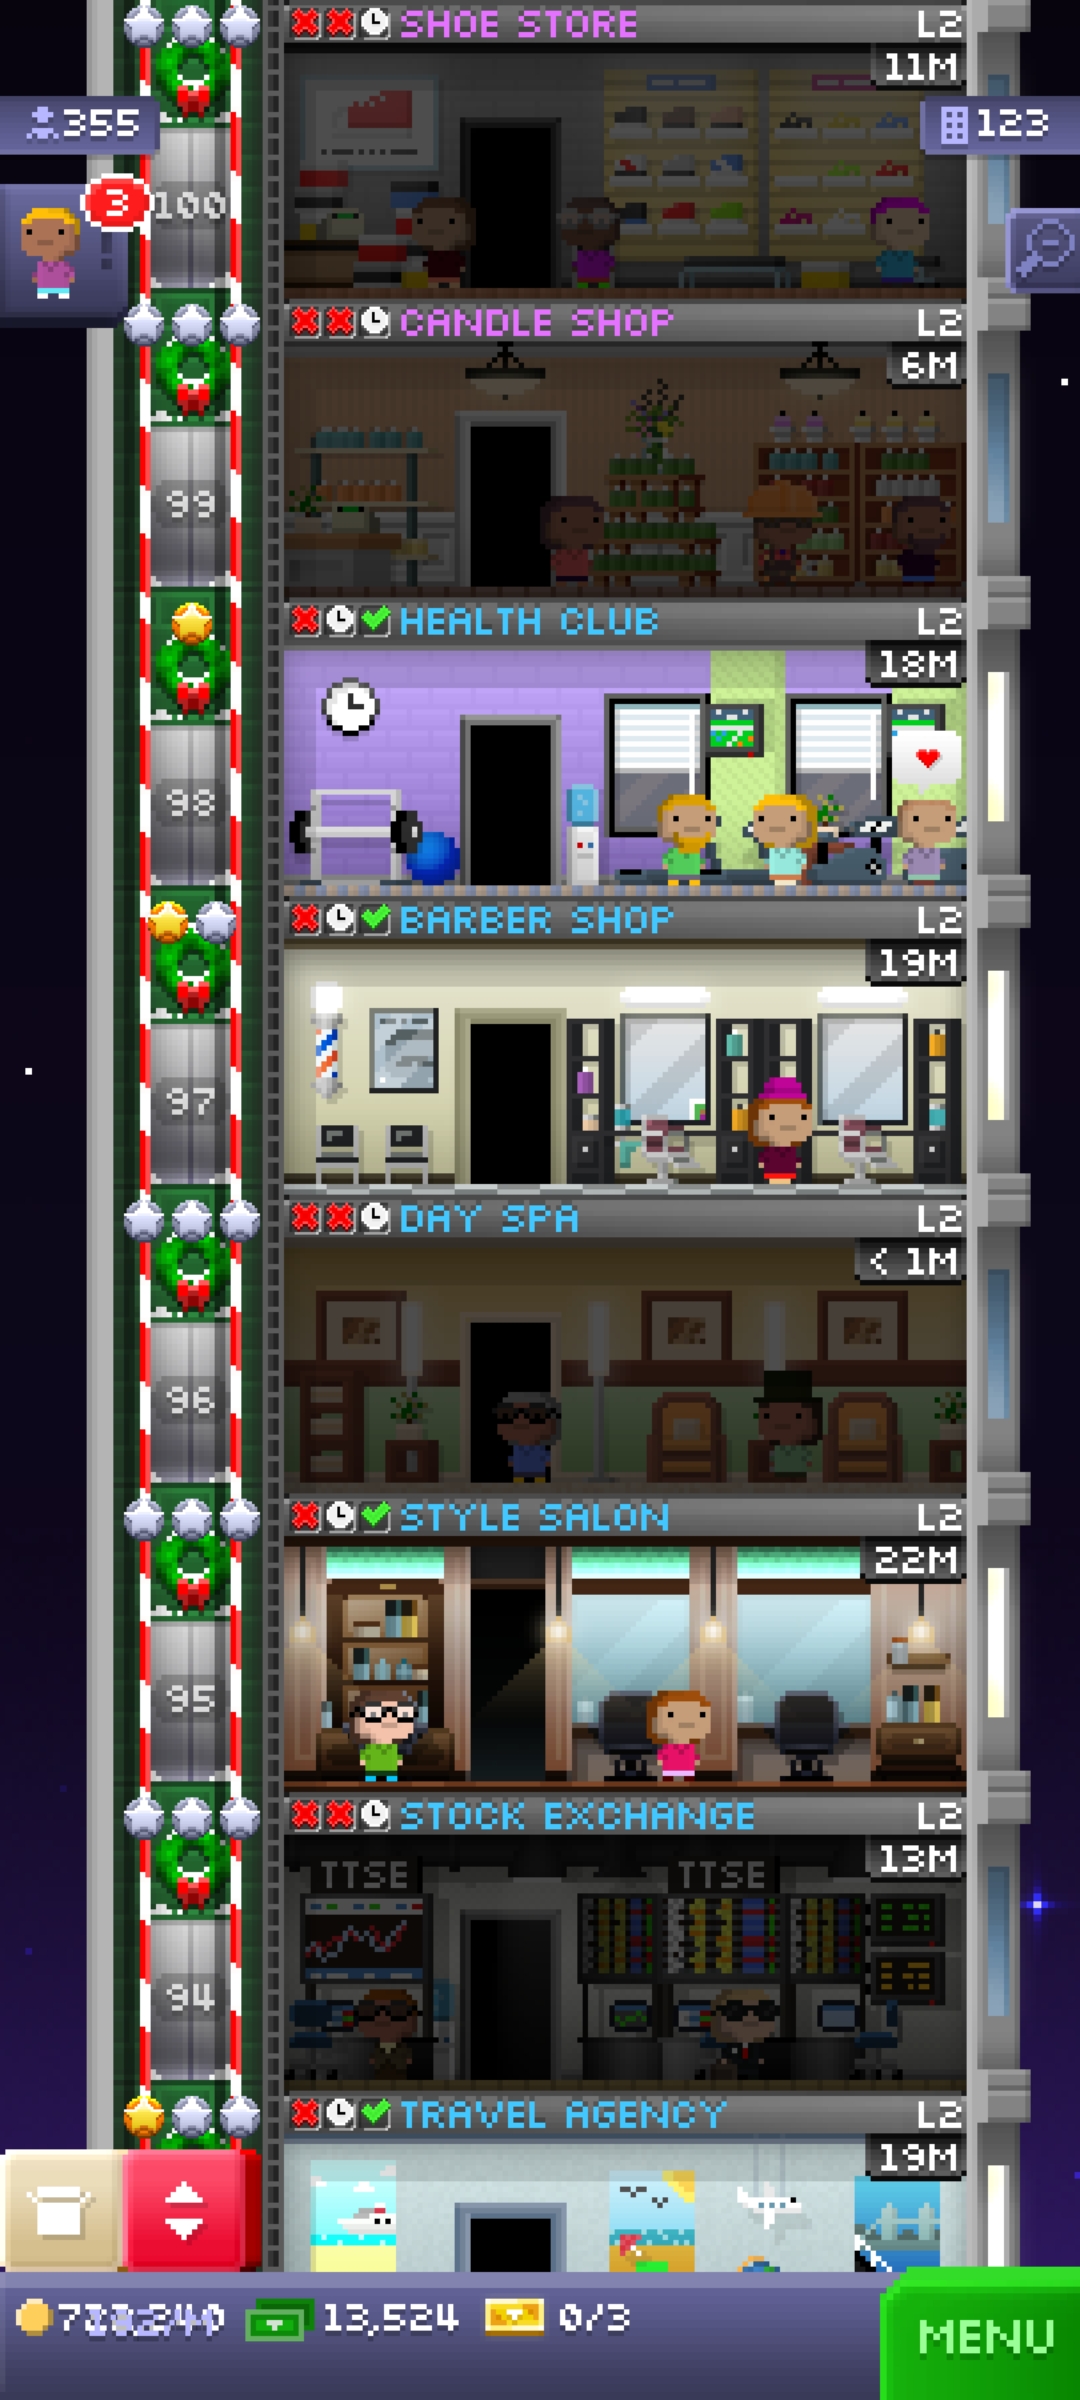 SHOE STORE L2
11M
355
123
3
100
CANDLE SHOP L2
6M
99
HEALTH CLUB L2
18M
98
BARBER SHOP L2
19M
97
DAY SPA L2
< 1M
96
STYLE SALON L2
22M
95
STOCK EXCHANGE L2
13M
TTSE TTSE
94
TRAVEL AGENCY L2
19M
13,524 0/3
MENU